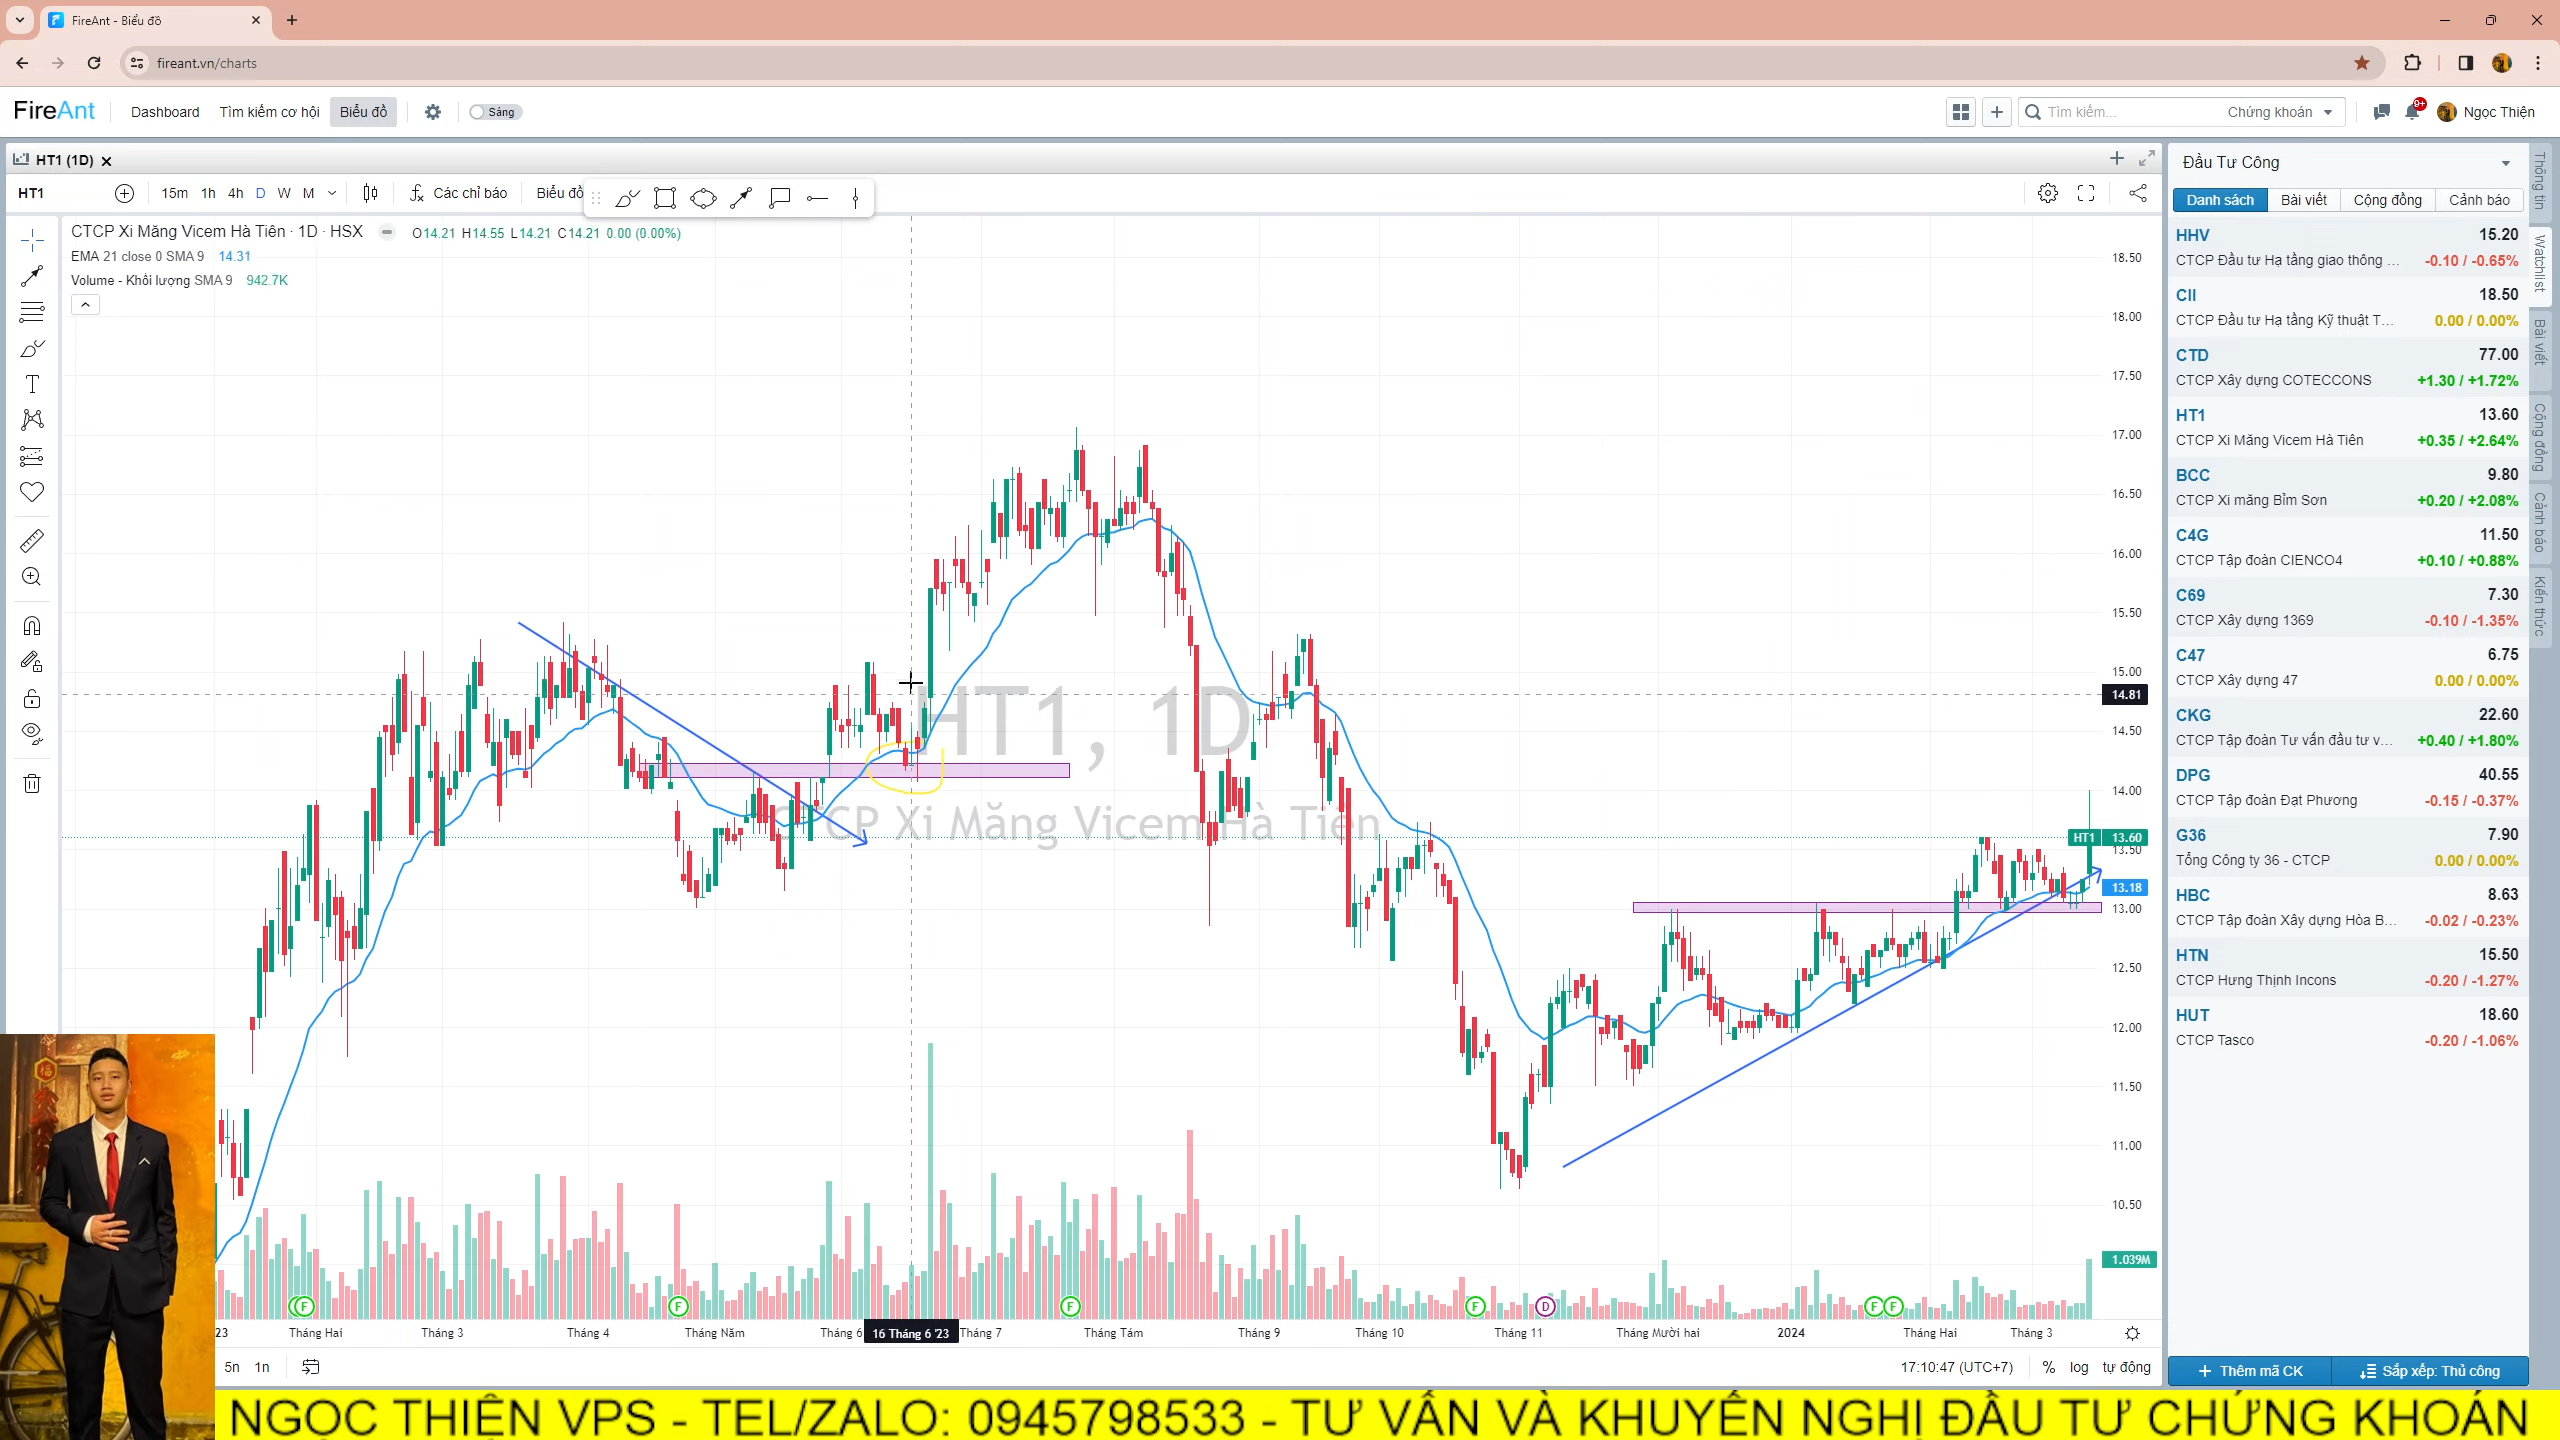 FireAnt - Biểu đồ
fireant.vn/charts
FireAnt
Dashboard
Tìm kiếm cơ hội
Biểu đồ
Sáng
Tìm kiếm...
Chứng khoán
9+
Ngọc Thiện
HT1 (1D)
HT1
15m 1h 4h D W M
Các chỉ báo
Biểu đồ
CTCP Xi Măng Vicem Hà Tiên · 1D · HSX
O14.21 H14.55 L14.21 C14.21 0.00 (0.00%)
EMA 21 close 0 SMA 9 14.31
Volume - Khối lượng SMA 9 942.7K
HT1, 1D
CTCP Xi Măng Vicem Hà Tiên
18.50
18.00
17.50
17.00
16.50
16.00
15.50
15.00
14.81
14.50
14.00
HT1 13.60
13.50
13.18
13.00
12.50
12.00
11.50
11.00
10.50
1.039M
F F F F D F F
23 Tháng Hai Tháng 3 Tháng 4 Tháng Năm Tháng 6 16 Tháng 6 '23 Tháng 7 Tháng Tám Tháng 9 Tháng 10 Tháng 11 Tháng Mười hai 2024 Tháng Hai Tháng 3
5n 1n
17:10:47 (UTC+7) % log tự động
Đầu Tư Công
Danh sách Bài viết Cộng đồng Cảnh báo
HHV 15.20
CTCP Đầu tư Hạ tầng giao thông ... -0.10 / -0.65%
CII 18.50
CTCP Đầu tư Hạ tầng Kỹ thuật T... 0.00 / 0.00%
CTD 77.00
CTCP Xây dựng COTECCONS +1.30 / +1.72%
HT1 13.60
CTCP Xi Măng Vicem Hà Tiên +0.35 / +2.64%
BCC 9.80
CTCP Xi măng Bỉm Sơn +0.20 / +2.08%
C4G 11.50
CTCP Tập đoàn CIENCO4 +0.10 / +0.88%
C69 7.30
CTCP Xây dựng 1369 -0.10 / -1.35%
C47 6.75
CTCP Xây dựng 47 0.00 / 0.00%
CKG 22.60
CTCP Tập đoàn Tư vấn đầu tư v... +0.40 / +1.80%
DPG 40.55
CTCP Tập đoàn Đạt Phương -0.15 / -0.37%
G36 7.90
Tổng Công ty 36 - CTCP 0.00 / 0.00%
HBC 8.63
CTCP Tập đoàn Xây dựng Hòa B... -0.02 / -0.23%
HTN 15.50
CTCP Hưng Thịnh Incons -0.20 / -1.27%
HUT 18.60
CTCP Tasco -0.20 / -1.06%
Thêm mã CK
Sắp xếp: Thủ công
Thông tin
Watchlist
Bài viết
Cộng đồng
Cảnh báo
Kiến thức
NGỌC THIÊN VPS - TEL/ZALO: 0945798533 - TƯ VẤN VÀ KHUYẾN NGHỊ ĐẦU TƯ CHỨNG KHOÁN